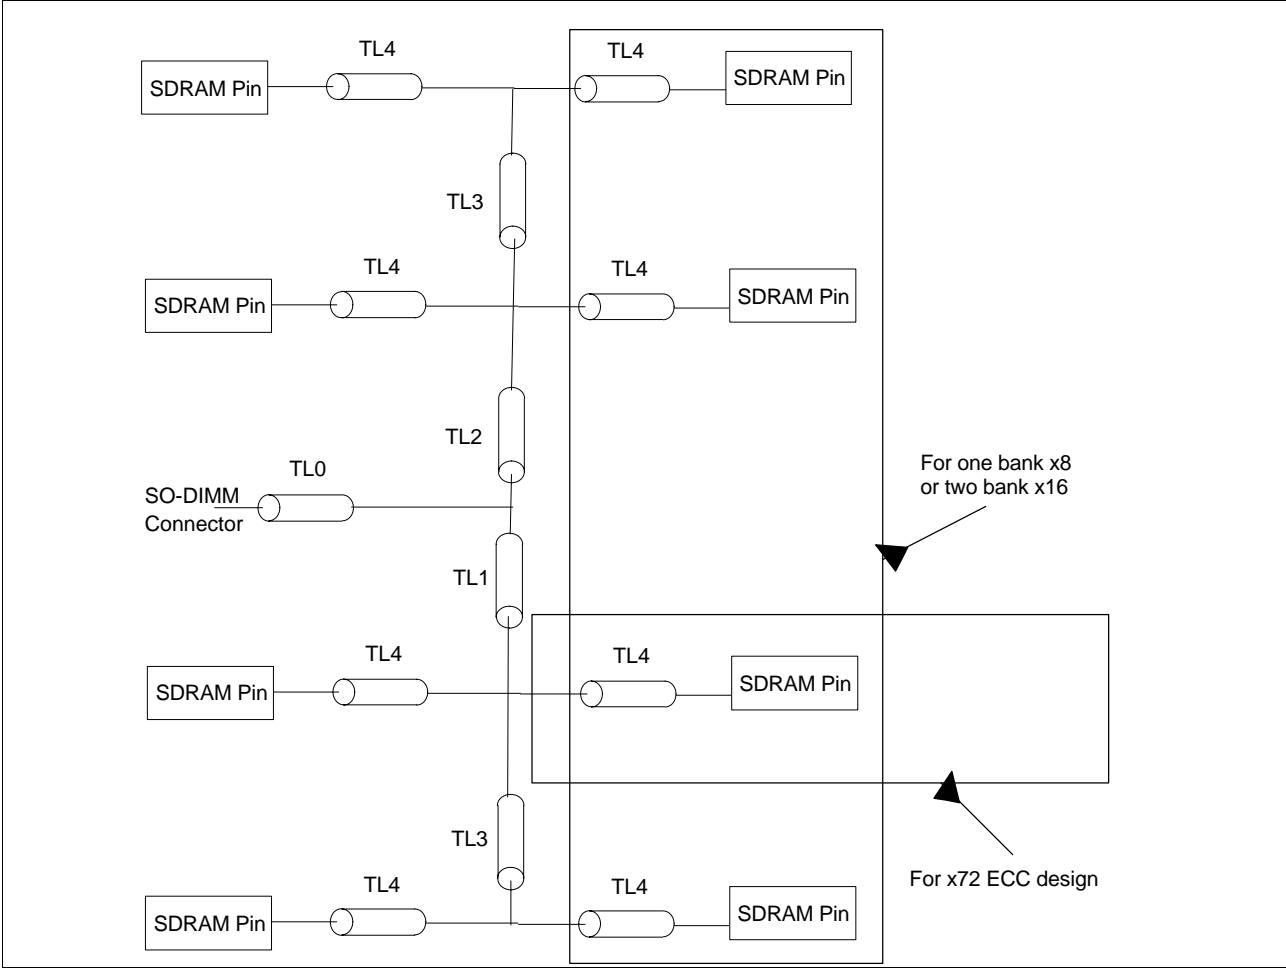 TL4
TL4
SDRAM Pin
SDRAM Pin
TL3
TL4
TL4
SDRAM Pin
SDRAM Pin
TL2
TL0
SO-DIMM
Connector
For one bank x8
or two bank x16
TL1
TL4
TL4
SDRAM Pin
SDRAM Pin
TL3
TL4
TL4
SDRAM Pin
SDRAM Pin
For x72 ECC design